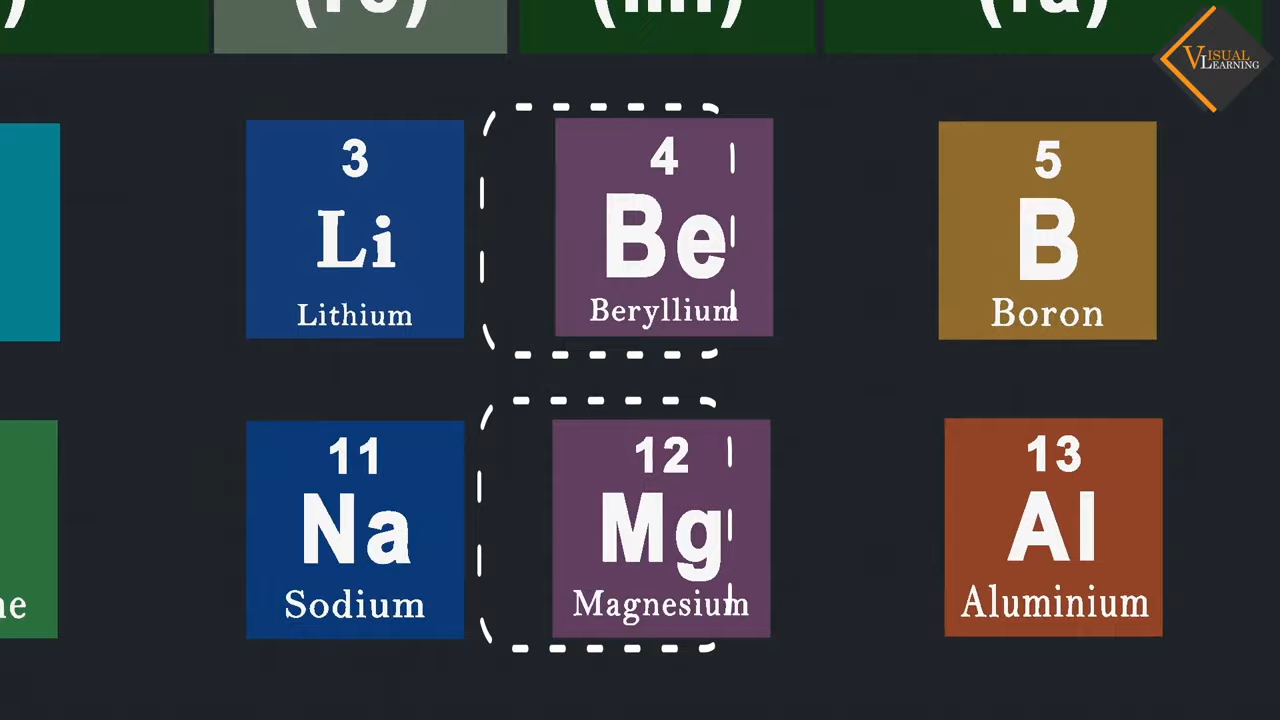 VISUAL
LEARNING
3
Li
Lithium
4
Be
Beryllium
5
B
Boron
11
Na
Sodium
12
Mg
Magnesium
13
Al
Aluminium